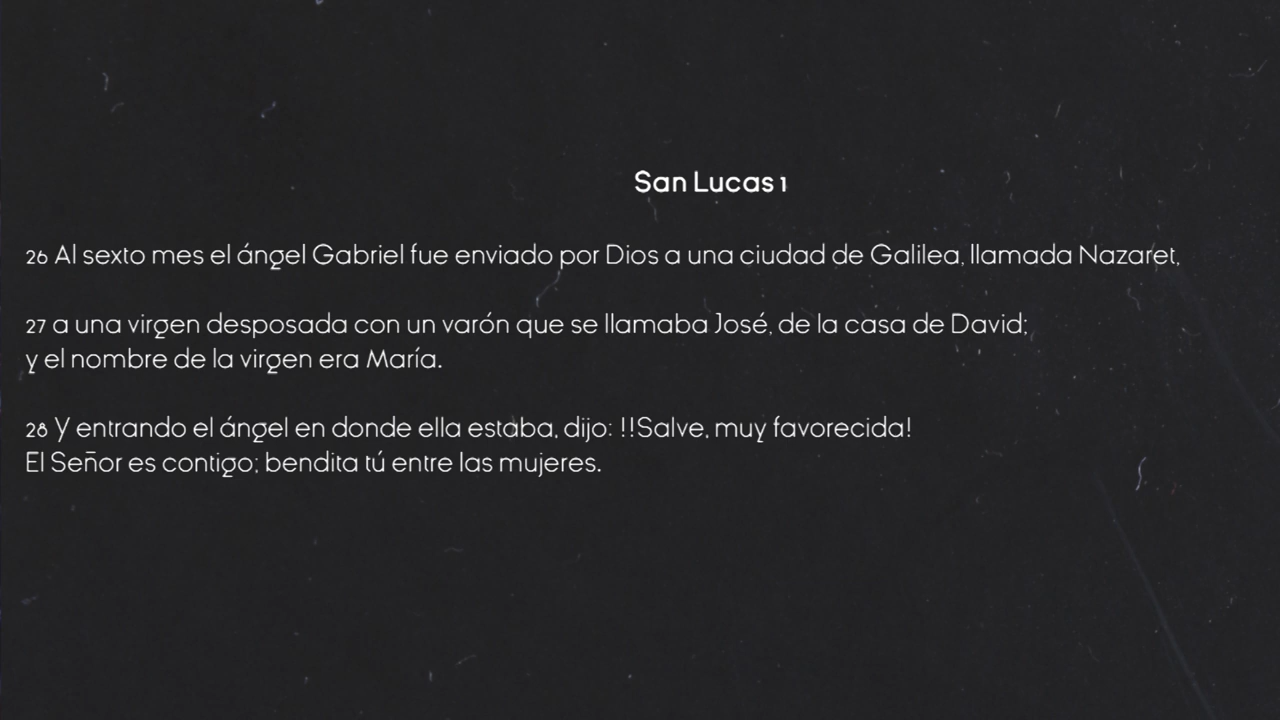 San Lucas 1
26 Al sexto mes el ángel Gabriel fue enviado por Dios a una ciudad de Galilea, llamada Nazaret,
27 a una virgen desposada con un varón que se llamaba José, de la casa de David;
y el nombre de la virgen era María.
28 Y entrando el ángel en donde ella estaba, dijo: !!Salve, muy favorecida!
El Señor es contigo; bendita tú entre las mujeres.